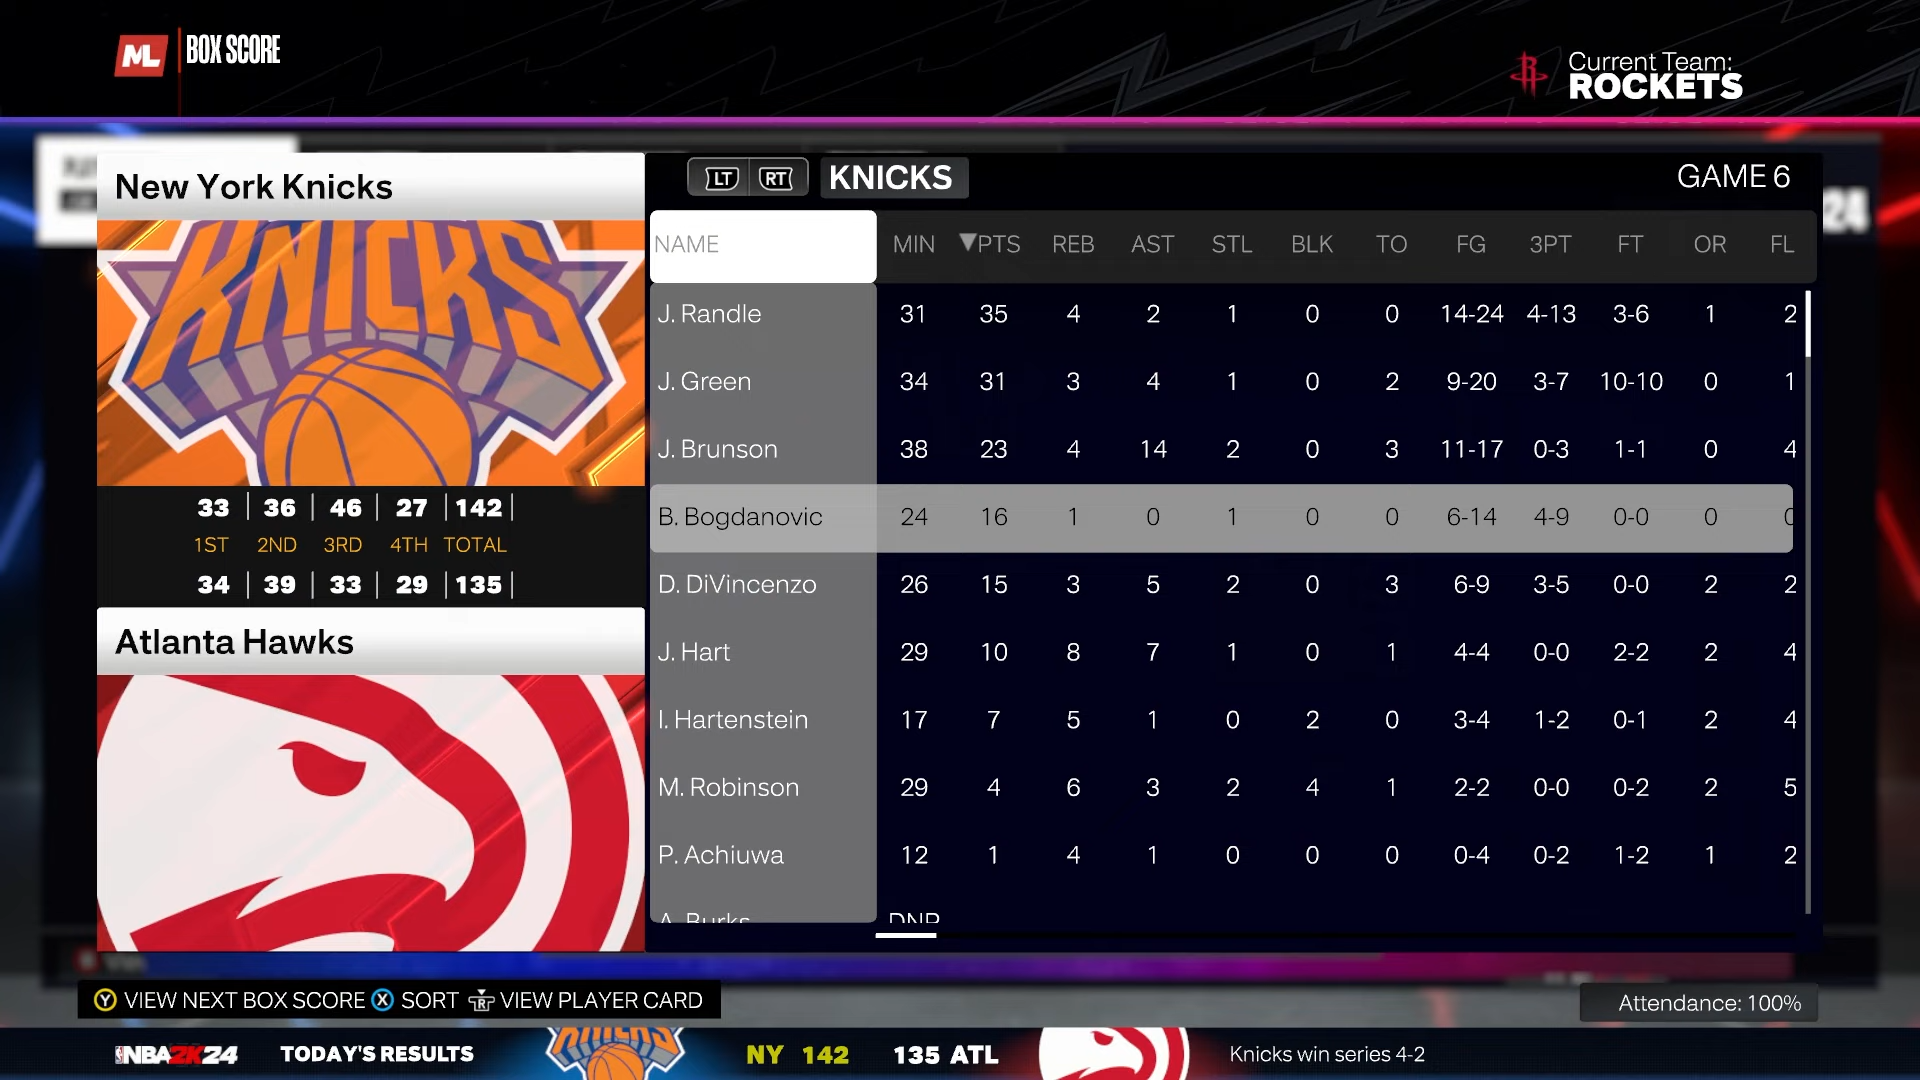 ML BOX SCORE
Current Team:
ROCKETS
New York Knicks
KNICKS
33 36 46 27 142
1ST 2ND 3RD 4TH TOTAL
34 39 33 29 135
Atlanta Hawks
LT RT KNICKS GAME 6
NAME MIN ▼PTS REB AST STL BLK TO FG 3PT FT OR FL
J. Randle 31 35 4 2 1 0 0 14-24 4-13 3-6 1 2
J. Green 34 31 3 4 1 0 2 9-20 3-7 10-10 0 1
J. Brunson 38 23 4 14 2 0 3 11-17 0-3 1-1 0 4
B. Bogdanovic 24 16 1 0 1 0 0 6-14 4-9 0-0 0 0
D. DiVincenzo 26 15 3 5 2 0 3 6-9 3-5 0-0 2 2
J. Hart 29 10 8 7 1 0 1 4-4 0-0 2-2 2 4
I. Hartenstein 17 7 5 1 0 2 0 3-4 1-2 0-1 2 4
M. Robinson 29 4 6 3 2 4 1 2-2 0-0 0-2 2 5
P. Achiuwa 12 1 4 1 0 0 0 0-4 0-2 1-2 1 2
A. Burks DNP
24
Y VIEW NEXT BOX SCORE X SORT R VIEW PLAYER CARD
Attendance: 100%
NBA2K24 TODAY'S RESULTS KNICKS NY 142 135 ATL Knicks win series 4-2